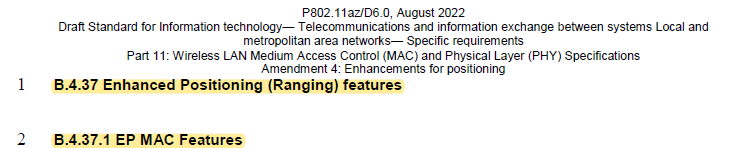 P802.11az/D6.0, August 2022
Draft Standard for Information technology— Telecommunications and information exchange between systems Local and
metropolitan area networks— Specific requirements
Part 11: Wireless LAN Medium Access Control (MAC) and Physical Layer (PHY) Specifications
Amendment 4: Enhancements for positioning
1 B.4.37 Enhanced Positioning (Ranging) features
2 B.4.37.1 EP MAC Features